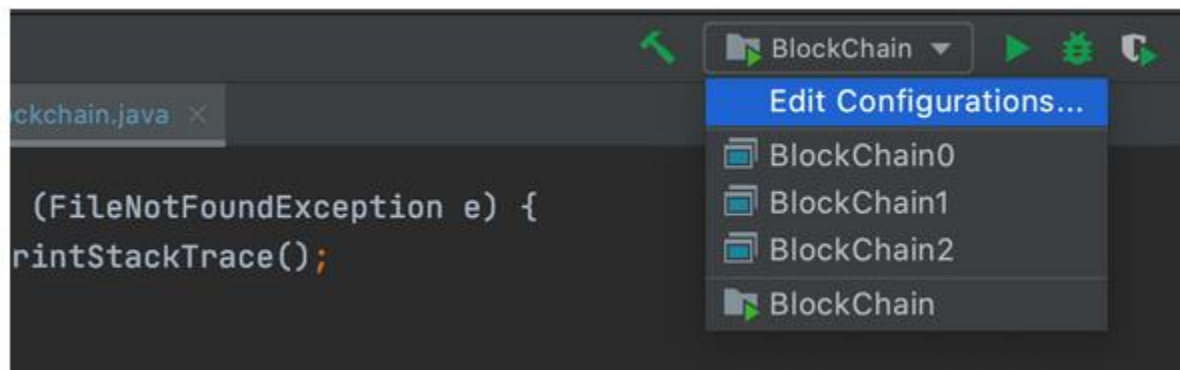 BlockChain
Edit Configurations...
ckchain.java
BlockChain0
(FileNotFoundException e) {
BlockChain1
rintStackTrace();
BlockChain2
BlockChain